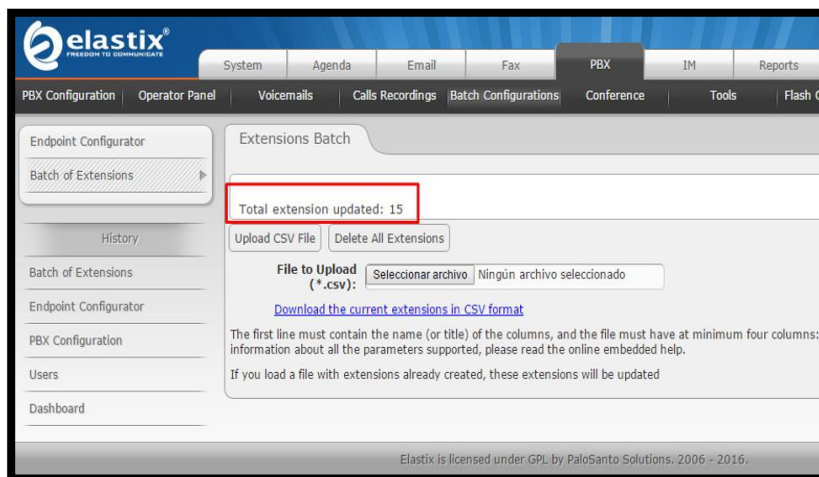 elastix®
FREEDOM TO COMMUNICATE
System Agenda Email Fax PBX IM Reports
PBX Configuration Operator Panel Voicemails Calls Recordings Batch Configurations Conference Tools Flash
Endpoint Configurator
Batch of Extensions
History
Batch of Extensions
Endpoint Configurator
PBX Configuration
Users
Dashboard
Extensions Batch
Total extension updated: 15
Upload CSV File Delete All Extensions
File to Upload
(*.csv):
Seleccionar archivo Ningún archivo seleccionado
Download the current extensions in CSV format
The first line must contain the name (or title) of the columns, and the file must have at minimum four columns:
information about all the parameters supported, please read the online embedded help.
If you load a file with extensions already created, these extensions will be updated
Elastix is licensed under GPL by PaloSanto Solutions. 2006 - 2016.